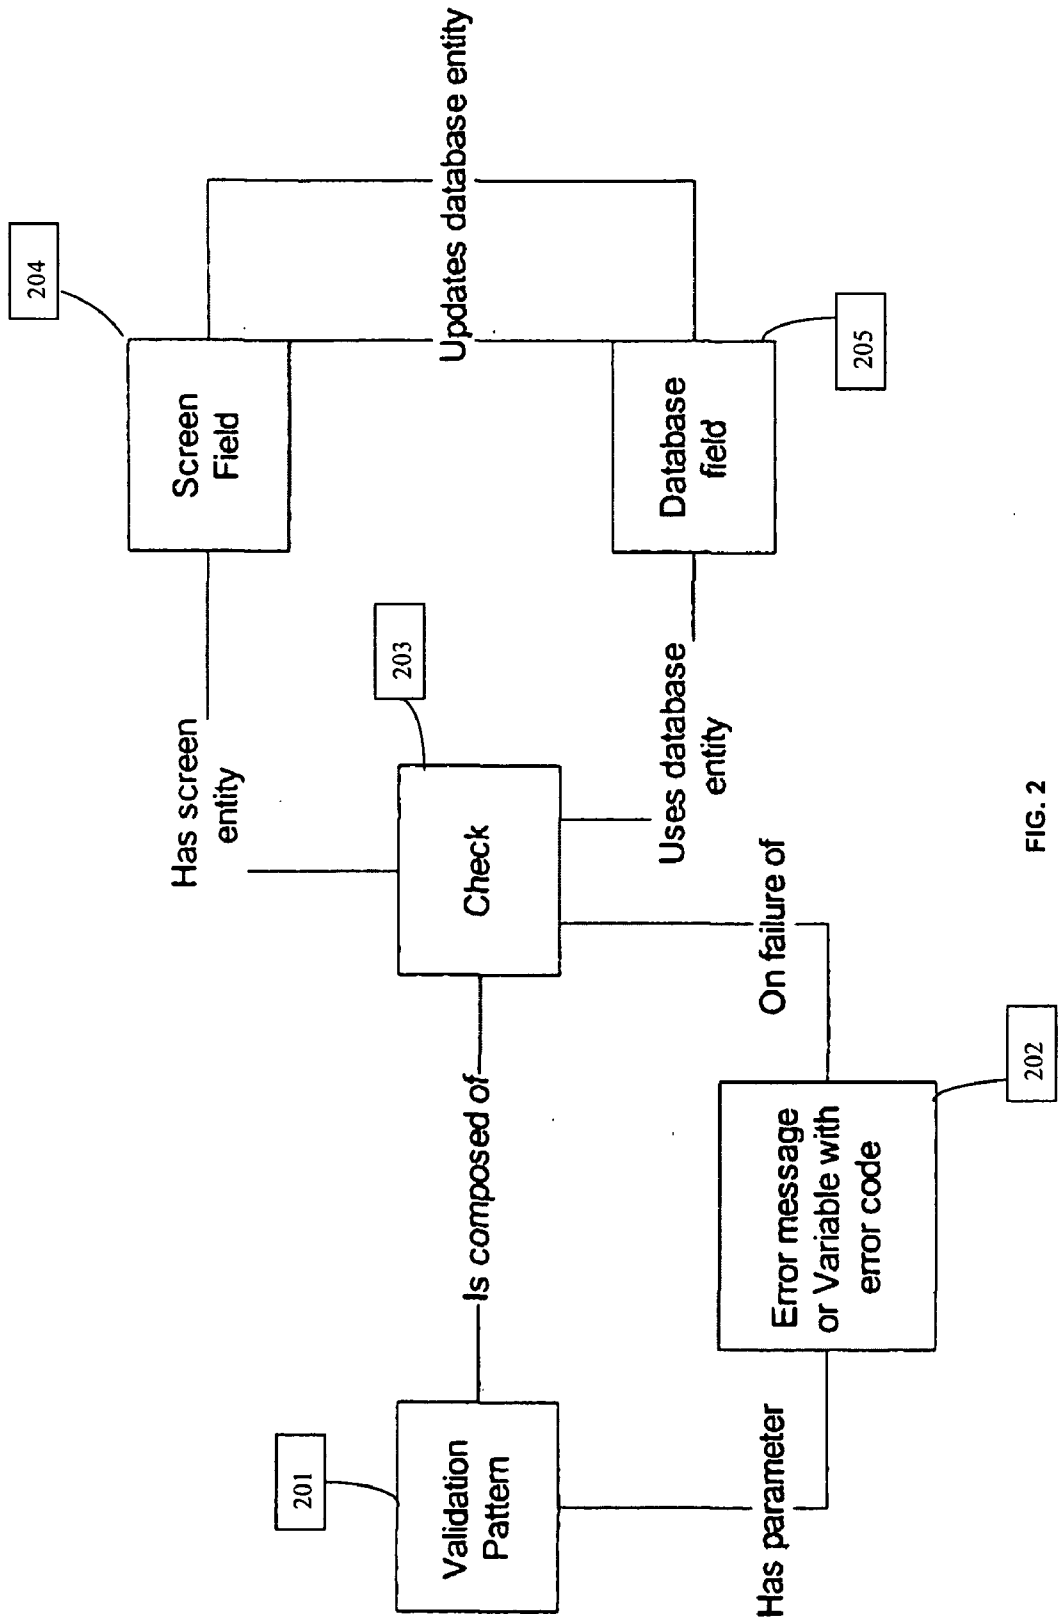 204
Screen
Field
Has screen
entity
Updates database entity
203
201
Validation
Pattern
Is composed of
Check
Uses database
entity
Database
field
205
Has parameter
Error message
or Variable with
error code
On failure of
202
FIG. 2